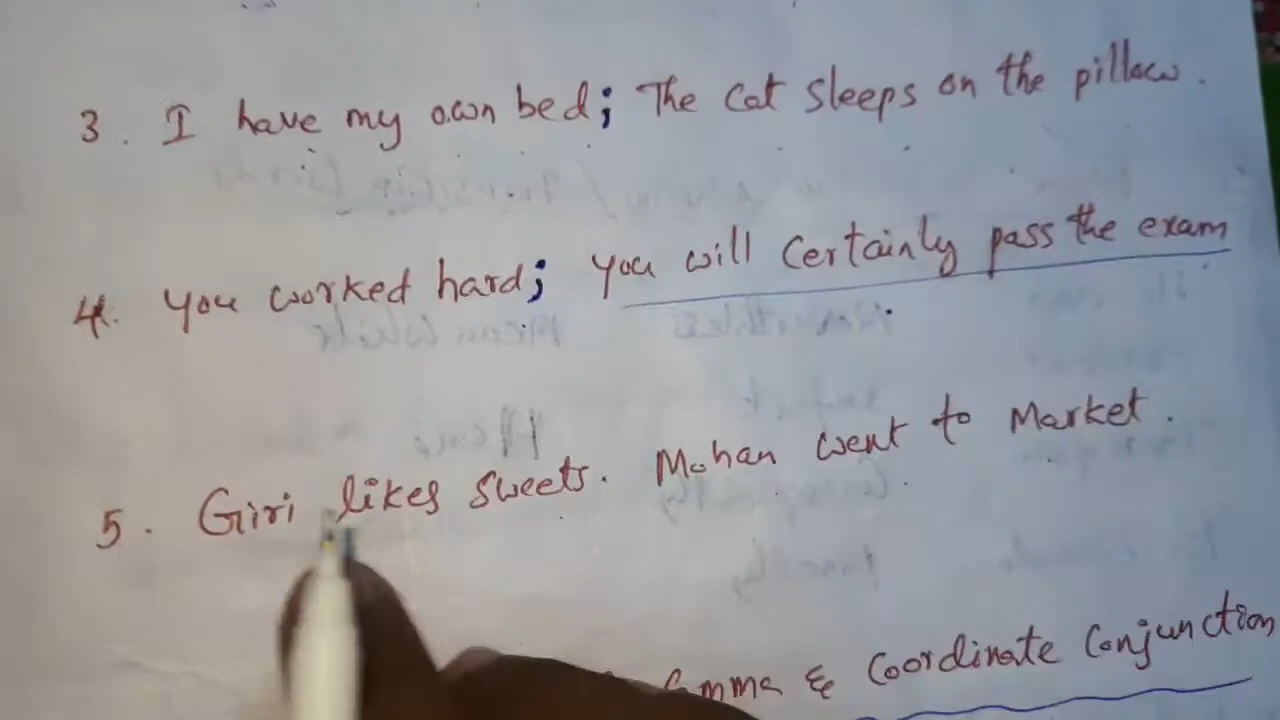 3. I have my own bed; The cat sleeps on the pillow.
4. You worked hard; you will certainly pass the exam
5. Giri likes sweets. Mohan went to Market.
Comma & Coordinate Conjunction